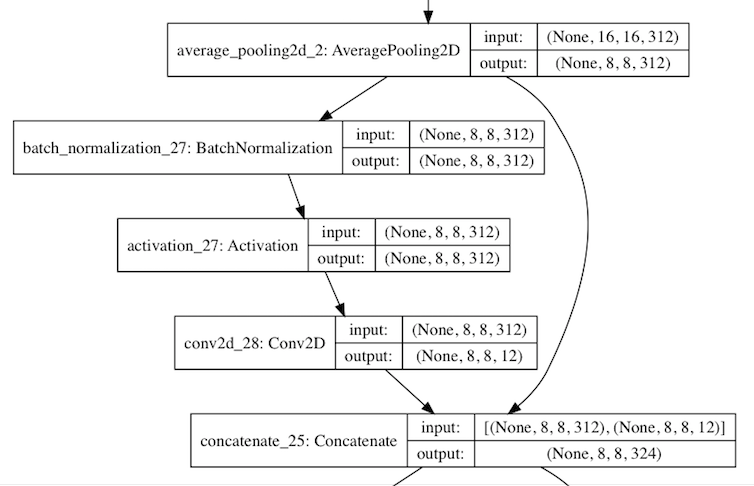 average_pooling2d_2: AveragePooling2D
input: (None, 16, 16, 312)
output: (None, 8, 8, 312)
batch_normalization_27: BatchNormalization
input: (None, 8, 8, 312)
output: (None, 8, 8, 312)
activation_27: Activation
input: (None, 8, 8, 312)
output: (None, 8, 8, 312)
conv2d_28: Conv2D
input: (None, 8, 8, 312)
output: (None, 8, 8, 12)
concatenate_25: Concatenate
input: [(None, 8, 8, 312), (None, 8, 8, 12)]
output: (None, 8, 8, 324)